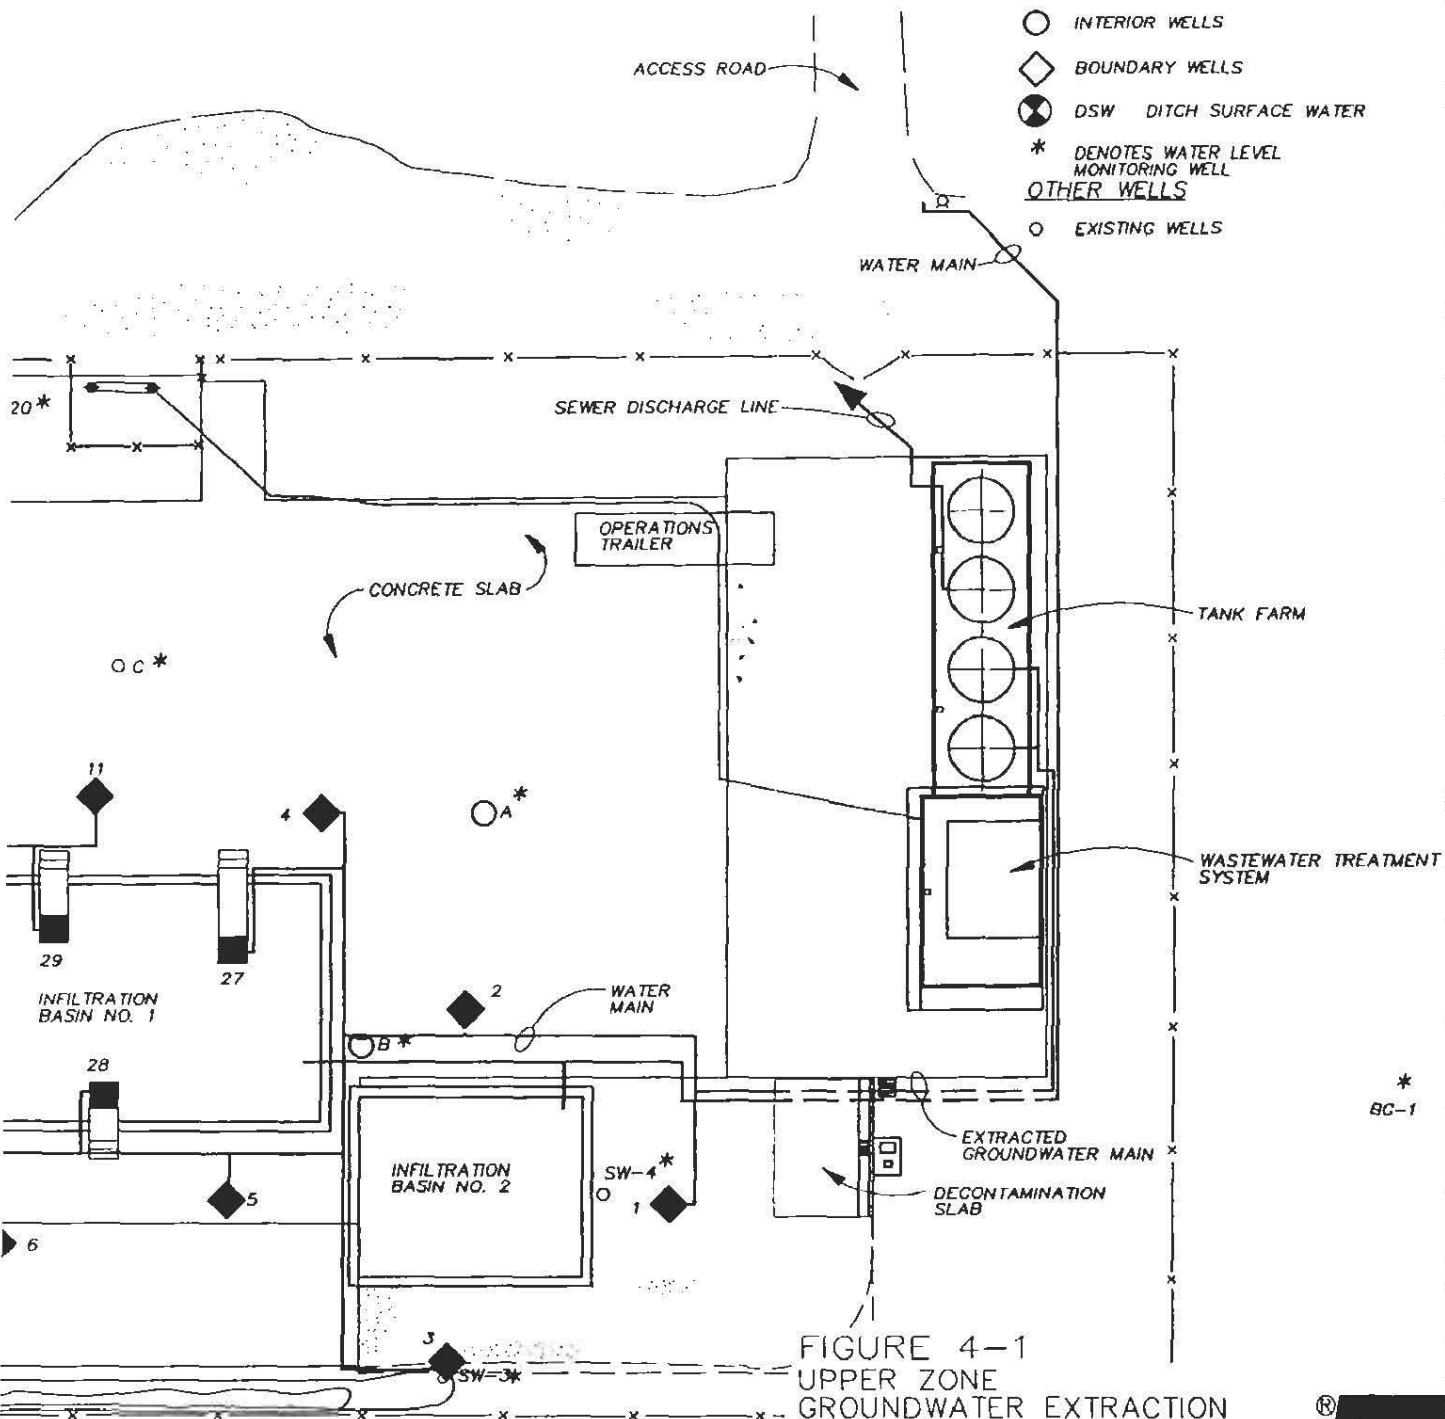 INTERIOR WELLS
BOUNDARY WELLS
DSW DITCH SURFACE WATER
* DENOTES WATER LEVEL
MONITORING WELL
OTHER WELLS
EXISTING WELLS
ACCESS ROAD
WATER MAIN
20*
SEWER DISCHARGE LINE
OPERATIONS
TRAILER
CONCRETE SLAB
TANK FARM
C *
11
4
A *
WASTEWATER TREATMENT
SYSTEM
29
27
INFILTRATION
BASIN NO. 1
2
WATER
MAIN
B *
28
*
BC-1
EXTRACTED
GROUNDWATER MAIN
INFILTRATION
BASIN NO. 2
SW-4*
1
DECONTAMINATION
SLAB
5
6
3
SW-3*
FIGURE 4-1
UPPER ZONE
GROUNDWATER EXTRACTION
®